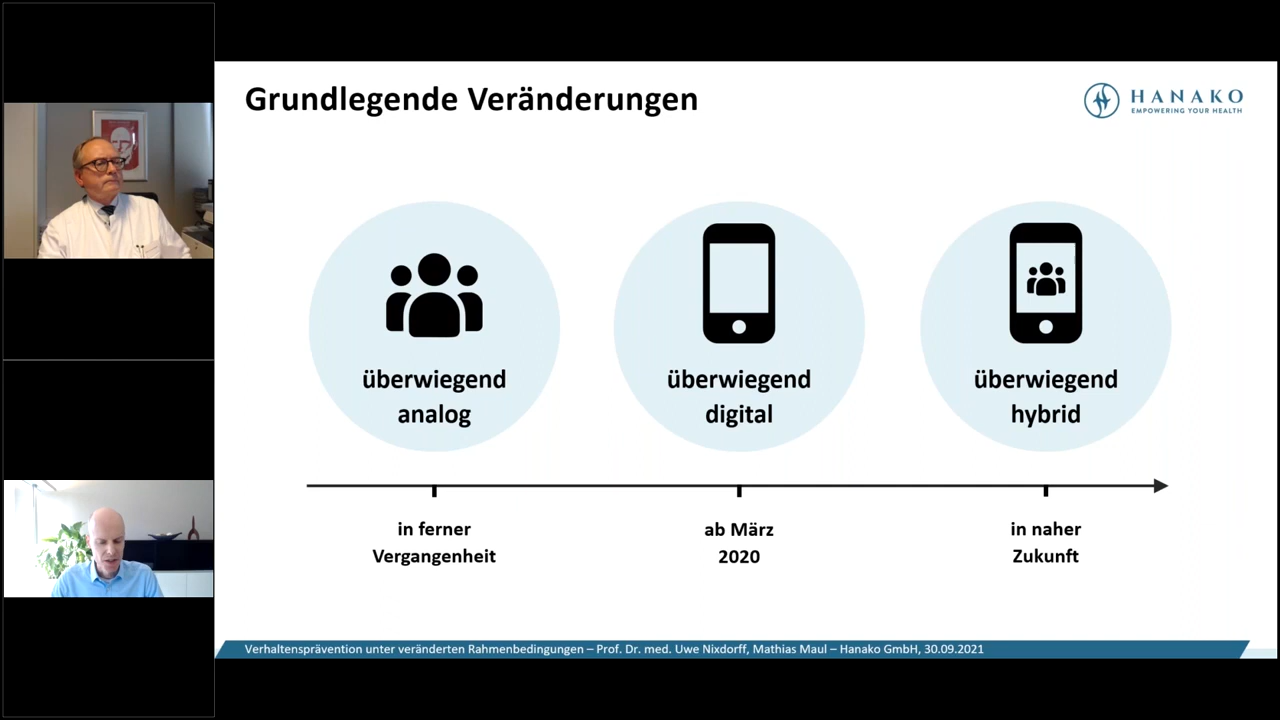 Grundlegende Veränderungen
HANAKO
EMPOWERING YOUR HEALTH
überwiegend
analog
überwiegend
digital
überwiegend
hybrid
in ferner
Vergangenheit
ab März
2020
in naher
Zukunft
Verhaltensprävention unter veränderten Rahmenbedingungen – Prof. Dr. med. Uwe Nixdorff, Mathias Maul – Hanako GmbH, 30.09.2021